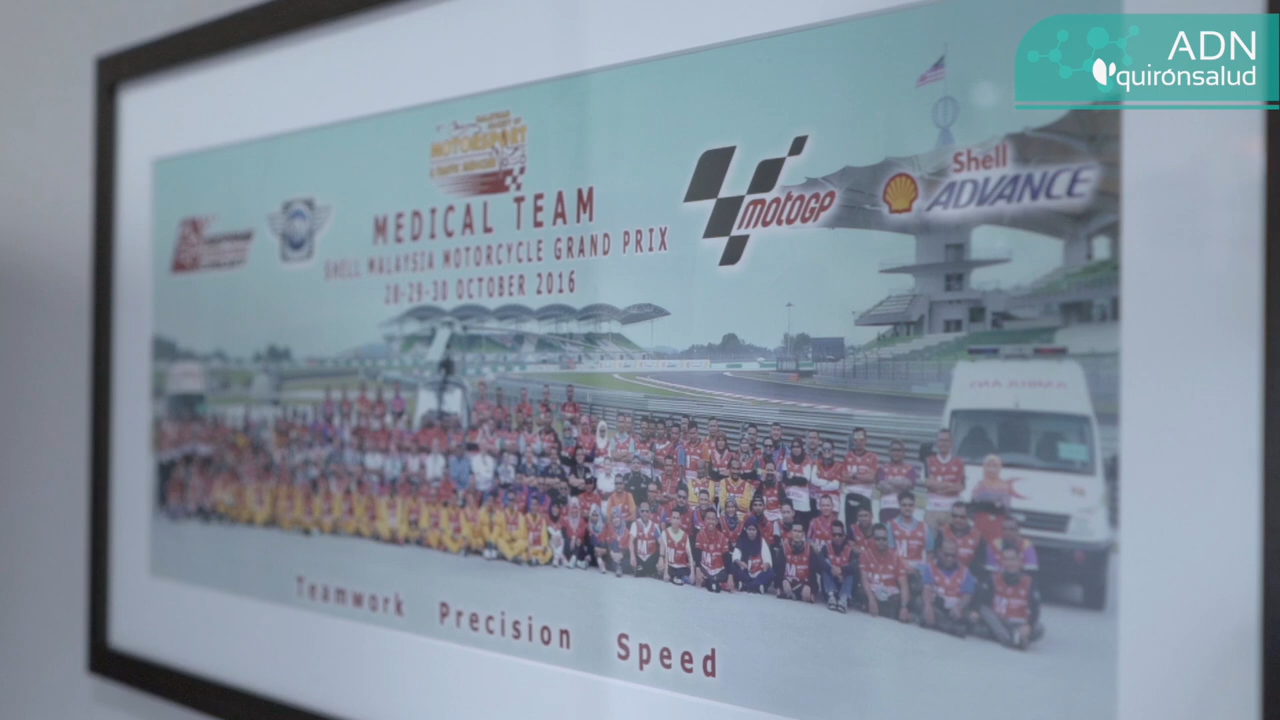 ADN
quirónsalud
MOTORSPORT
MEDICAL TEAM
SHELL MALAYSIA MOTORCYCLE GRAND PRIX
28-29-30 OCTOBER 2016
motoGP
Shell
ADVANCE
AMBULANCE
Teamwork Precision Speed